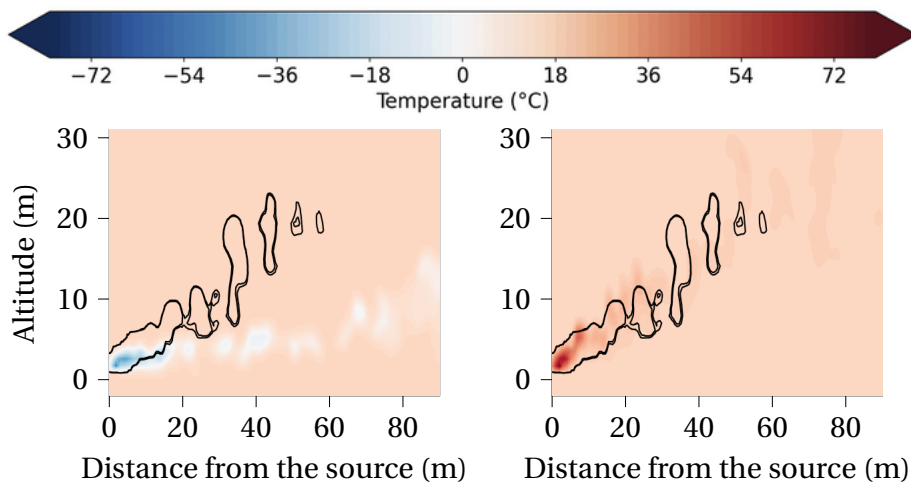 −72 −54 −36 −18 0 18 36 54 72
Temperature (°C)
30 30
20 20
10 10
0 0
Altitude (m)
0 20 40 60 80 0 20 40 60 80
Distance from the source (m) Distance from the source (m)